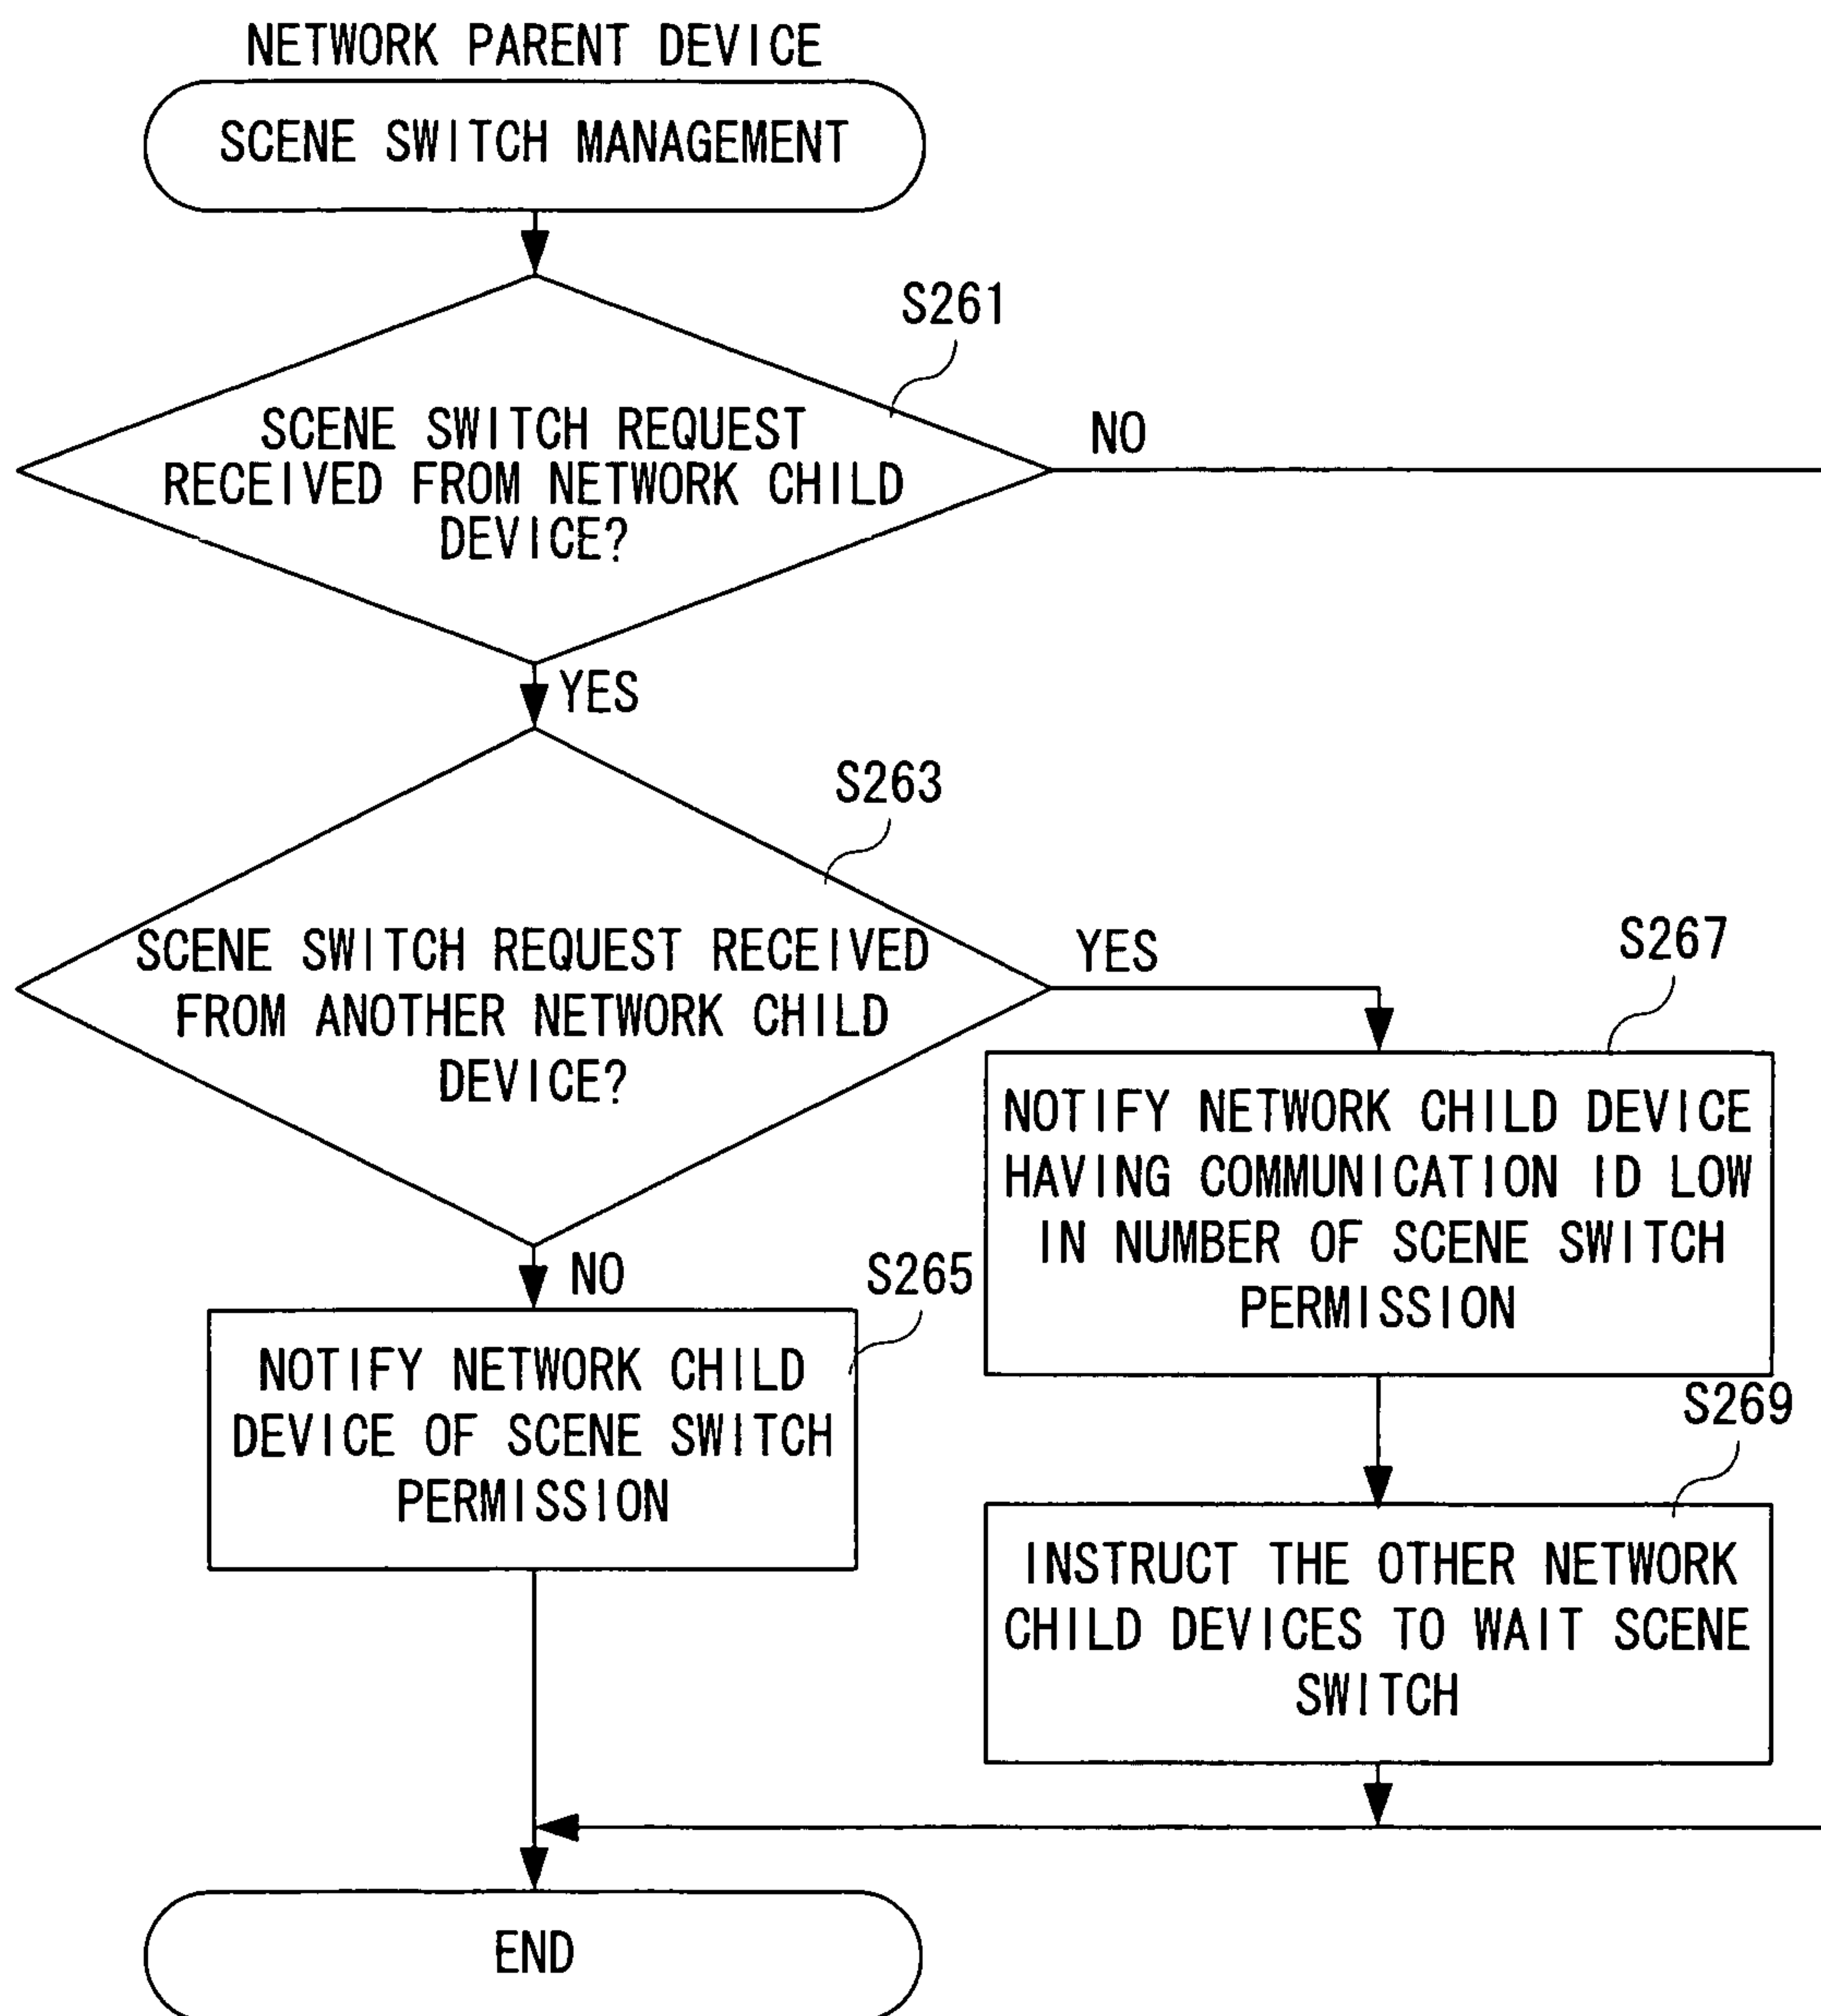 NETWORK PARENT DEVICE
SCENE SWITCH MANAGEMENT
S261
SCENE SWITCH REQUEST
RECEIVED FROM NETWORK CHILD
DEVICE?
NO
YES
S263
SCENE SWITCH REQUEST RECEIVED
FROM ANOTHER NETWORK CHILD
DEVICE?
YES
S267
NOTIFY NETWORK CHILD DEVICE
HAVING COMMUNICATION ID LOW
IN NUMBER OF SCENE SWITCH
PERMISSION
NO
S265
NOTIFY NETWORK CHILD
DEVICE OF SCENE SWITCH
PERMISSION
S269
INSTRUCT THE OTHER NETWORK
CHILD DEVICES TO WAIT SCENE
SWITCH
END